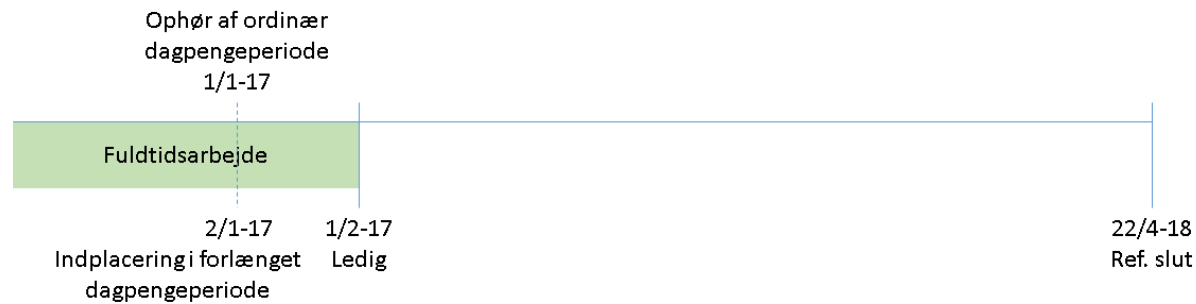 Ophør af ordinær
dagpengeperiode
1/1-17
Fuldtidsarbejde
2/1-17
Indplacering i forlænget
dagpengeperiode
1/2-17
Ledig
22/4-18
Ref. slut